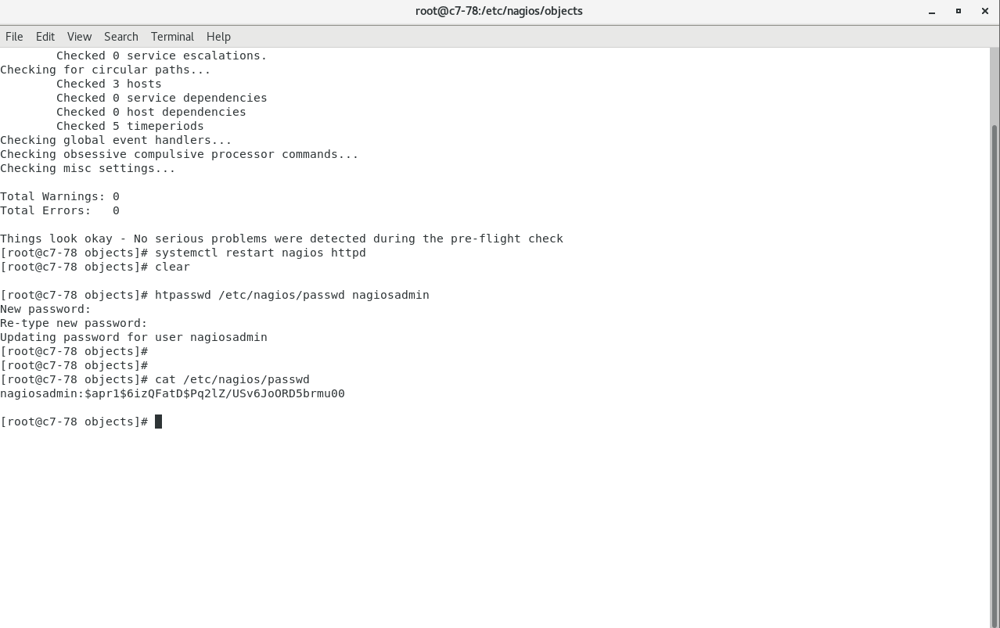 root@c7-78:/etc/nagios/objects
File Edit View Search Terminal Help
Checked 0 service escalations.
Checking for circular paths...
Checked 3 hosts
Checked 0 service dependencies
Checked 0 host dependencies
Checked 5 timeperiods
Checking global event handlers...
Checking obsessive compulsive processor commands...
Checking misc settings...
Total Warnings: 0
Total Errors:   0
Things look okay - No serious problems were detected during the pre-flight check
[root@c7-78 objects]# systemctl restart nagios httpd
[root@c7-78 objects]# clear
[root@c7-78 objects]# htpasswd /etc/nagios/passwd nagiosadmin
New password:
Re-type new password:
Updating password for user nagiosadmin
[root@c7-78 objects]#
[root@c7-78 objects]#
[root@c7-78 objects]# cat /etc/nagios/passwd
nagiosadmin:$apr1$6izQFatD$Pq2lZ/USv6JoORD5brmu00
[root@c7-78 objects]#